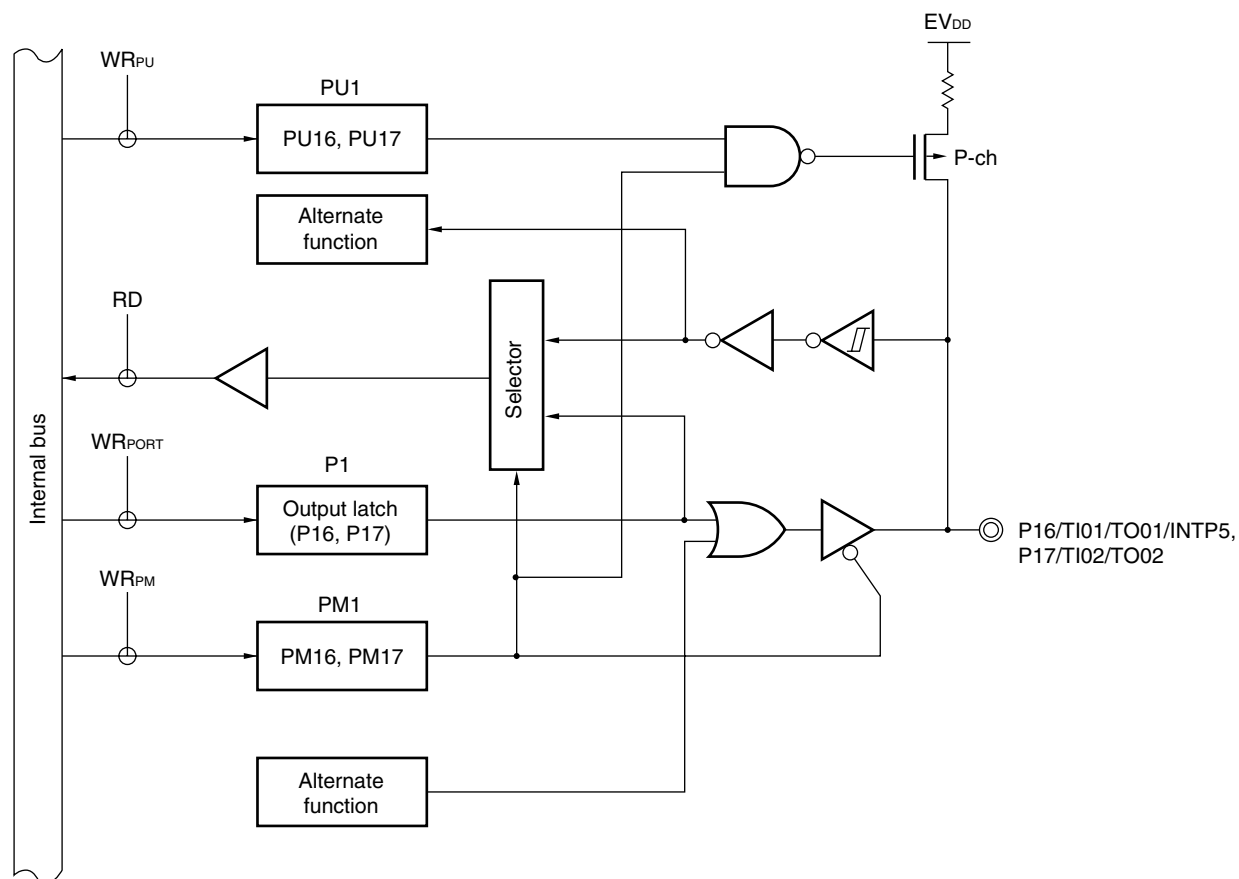 EVDD
WRPU
PU1
PU16, PU17
P-ch
Alternate
function
RD
Selector
Internal bus
WRPORT
P1
Output latch
(P16, P17)
P16/TI01/TO01/INTP5,
P17/TI02/TO02
WRPM
PM1
PM16, PM17
Alternate
function